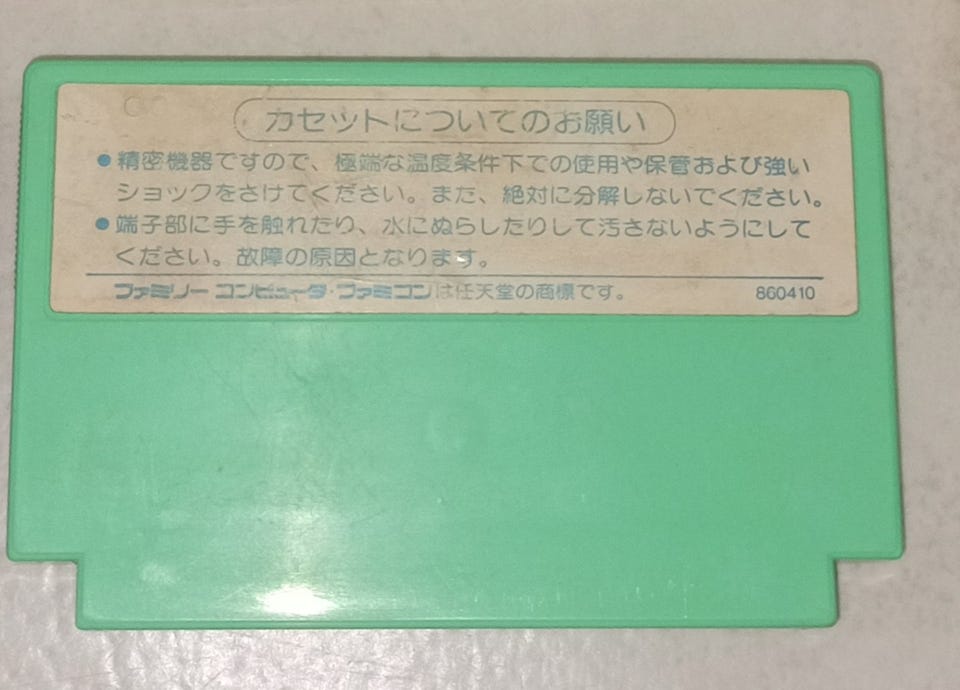 カセットについてのお願い
●精密機器ですので、極端な温度条件下での使用や保管および強い
ショックをさけてください。また、絶対に分解しないでください。
●端子部に手を触れたり、水にぬらしたりして汚さないようにして
ください。故障の原因となります。
ファミリー コンピュータ・ファミコンは任天堂の商標です。 860410